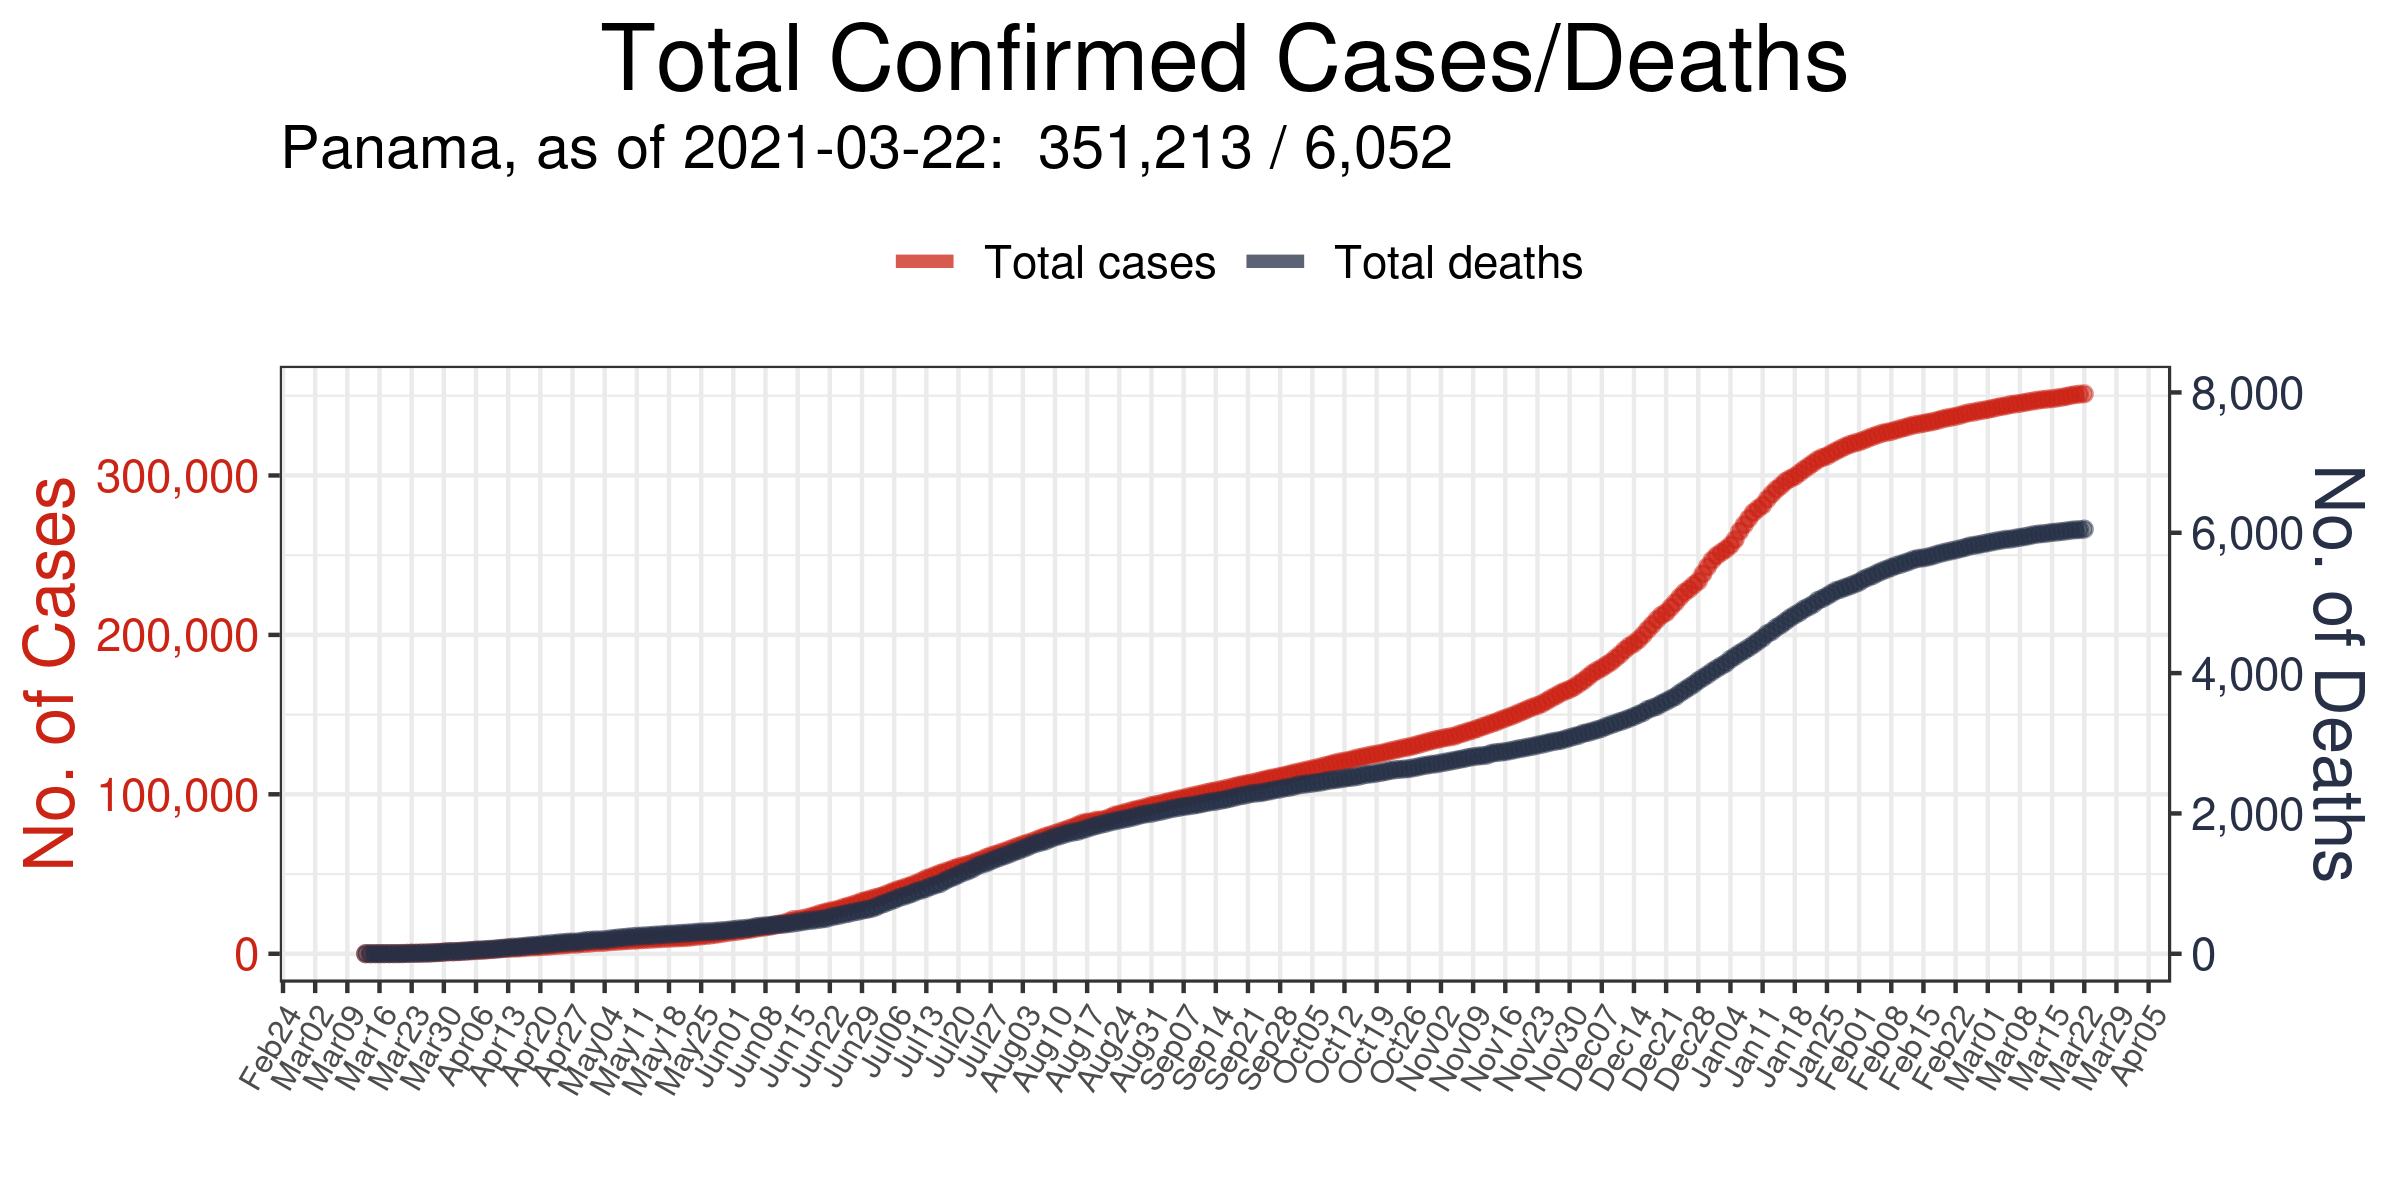 Total Confirmed Cases/Deaths
Panama, as of 2021-03-22:  351,213 / 6,052
Total cases
Total deaths
No. of Cases
300,000
200,000
100,000
0
8,000
6,000
4,000
2,000
0
No. of Deaths
Feb24
Mar02
Mar09
Mar16
Mar23
Mar30
Apr06
Apr13
Apr20
Apr27
May04
May11
May18
May25
Jun01
Jun08
Jun15
Jun22
Jun29
Jul06
Jul13
Jul20
Jul27
Aug03
Aug10
Aug17
Aug24
Aug31
Sep07
Sep14
Sep21
Sep28
Oct05
Oct12
Oct19
Oct26
Nov02
Nov09
Nov16
Nov23
Nov30
Dec07
Dec14
Dec21
Dec28
Jan04
Jan11
Jan18
Jan25
Feb01
Feb08
Feb15
Feb22
Mar01
Mar08
Mar15
Mar22
Mar29
Apr05